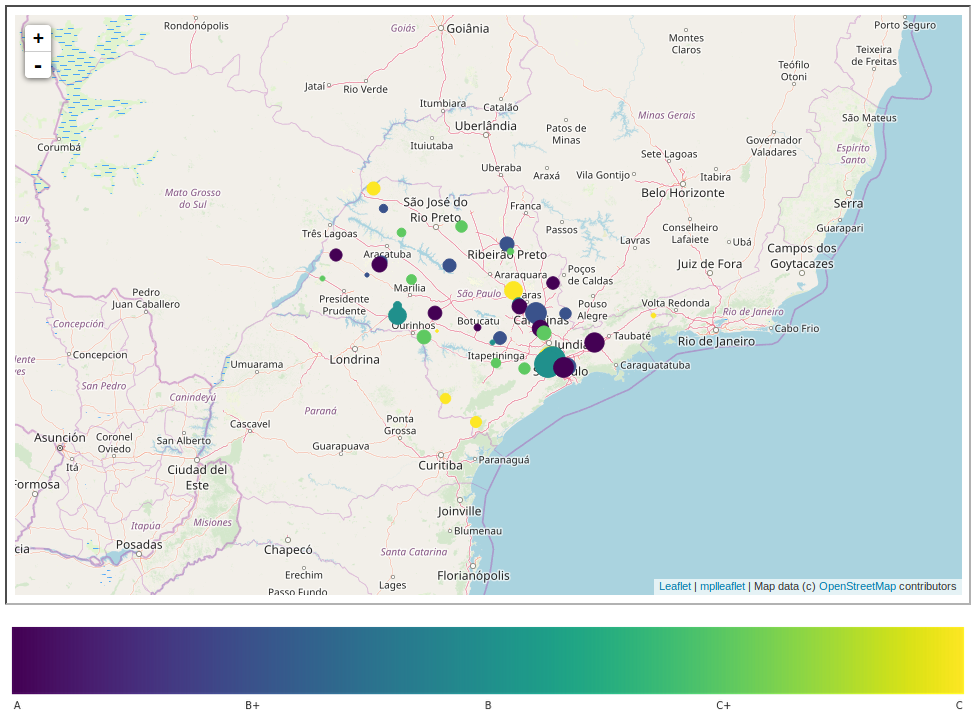 +
-
Rondonópolis
Goiás
Goiânia
Porto Seguro
Montes
Claros
Teixeira
de Freitas
Teófilo
Otoni
Jataí
Rio Verde
Itumbiara
Catalão
Minas Gerais
São Mateus
Uberlândia
Patos de
Minas
Corumbá
Ituiutaba
Governador
Valadares
Sete Lagoas
Espírito
Santo
Uberaba
Araxá
Vila Gontijo
Itabira
Mato Grosso
do Sul
Belo Horizonte
São José do
Rio Preto
Franca
Serra
uay
Três Lagoas
Passos
Conselheiro
Lafaiete
Guarapari
Lavras
Ubá
Araçatuba
Ribeirão Preto
Campos dos
Goytacazes
Juiz de Fora
Araraquara
Poços
de Caldas
Marília
São Paulo
aras
Pedro
Juan Caballero
Presidente
Prudente
Pouso
Alegre
Volta Redonda
Rio de Janeiro
Concepción
Ourinhos
Botucatu
Cabo Frio
Taubaté
Rio de Janeiro
Jundia
Concepcion
Londrina
Itapetininga
lente
es
Umuarama
Caraguatatuba
San Pedro
Canindeyú
Paraná
Ponta
Grossa
Cascavel
Asunción
Coronel
Oviedo
San Alberto
Guarapuava
Itá
Ciudad del
Este
Curitiba
Paranaguá
Formosa
Joinville
Itapúa
Misiones
Blumenau
cia
Posadas
Chapecó
Santa Catarina
Erechim
Florianópolis
Lages
Passo Fundo
Leaflet | mplleaflet | Map data (c) OpenStreetMap contributors
A B+ B C+ C